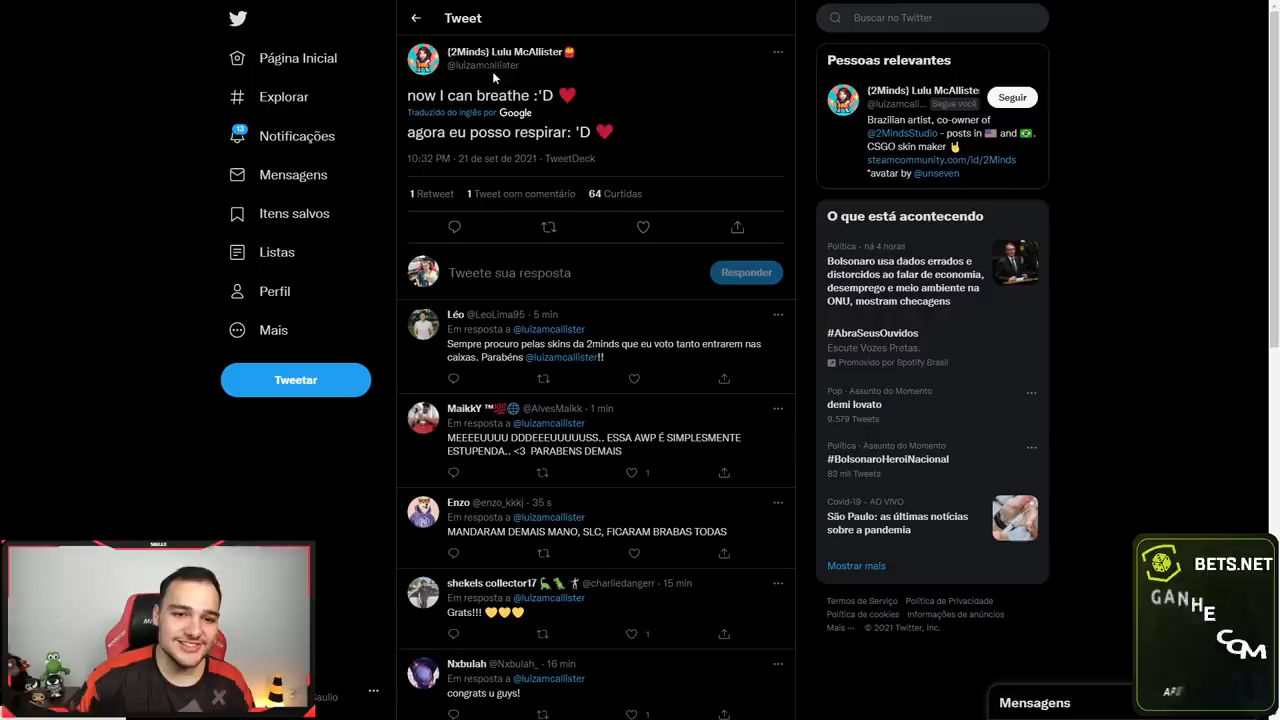 Página Inicial
Explorar
13
Notificações
Mensagens
Itens salvos
Listas
Perfil
Mais
Tweetar
Tweet
{2Minds} Lulu McAllister
@luizamcallister
now I can breathe :'D ❤️
Traduzido do inglês por Google
agora eu posso respirar: 'D ❤️
10:32 PM · 21 de set de 2021 · TweetDeck
1 Retweet 1 Tweet com comentário 64 Curtidas
Tweete sua resposta
Responder
Léo @LeoLima95 · 5 min
Em resposta a @luizamcallister
Sempre procuro pelas skins da 2minds que eu voto tanto entrarem nas
caixas. Parabéns @luizamcallister!!
MaikkY ™💯🌐 @AlvesMaikk · 1 min
Em resposta a @luizamcallister
MEEEEUUUU DDDEEEUUUUUSS.. ESSA AWP É SIMPLESMENTE
ESTUPENDA.. <3 PARABENS DEMAIS
1
Enzo @enzo_kkkj · 35 s
Em resposta a @luizamcallister
MANDARAM DEMAIS MANO, SLC, FICARAM BRABAS TODAS
shekels collector17 @charliedangerr · 15 min
Em resposta a @luizamcallister
Grats!!! 💛💛💛
1
Nxbulah @Nxbulah_ · 16 min
Em resposta a @luizamcallister
congrats u guys!
1
Buscar no Twitter
Pessoas relevantes
{2Minds} Lulu McAlliste
@luizamcall... Segue você
Seguir
Brazilian artist, co-owner of
@2MindsStudio - posts in 🇺🇸 and 🇧🇷.
CSGO skin maker 🤘
steamcommunity.com/id/2Minds
*avatar by @unseven
O que está acontecendo
Política · há 4 horas
Bolsonaro usa dados errados e
distorcidos ao falar de economia,
desemprego e meio ambiente na
ONU, mostram checagens
#AbraSeusOuvidos
Escute Vozes Pretas.
Promovido por Spotify Brasil
Pop · Assunto do Momento
demi lovato
9.579 Tweets
Política · Assunto do Momento
#BolsonaroHeroiNacional
83 mil Tweets
Covid-19 · AO VIVO
São Paulo: as últimas notícias
sobre a pandemia
Mostrar mais
Termos de Serviço Política de Privacidade
Política de cookies Informações de anúncios
Mais ··· © 2021 Twitter, Inc.
Mensagens
SAULLO
Saullo
BETS.NET
GANHE
COM